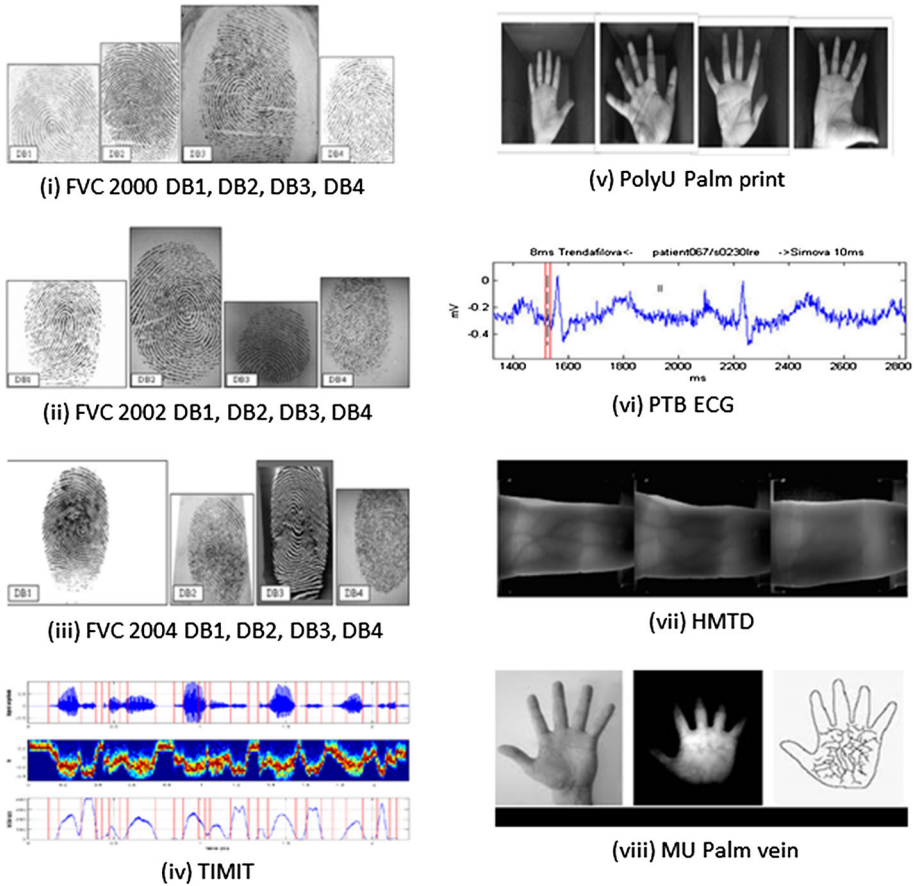 DB1 DB2 DB3 DB4
(i) FVC 2000 DB1, DB2, DB3, DB4
DB1 DB2 DB3 DB4
(ii) FVC 2002 DB1, DB2, DB3, DB4
DB1 DB2 DB3 DB4
(iii) FVC 2004 DB1, DB2, DB3, DB4
(iv) TIMIT
(v) PolyU Palm print
8ms Trendafilova<- patient067/s0230lre ->Simova 10ms
II
mV
0
-0.2
-0.4
1400 1600 1800 2000 2200 2400 2600 2800
ms
(vi) PTB ECG
(vii) HMTD
(viii) MU Palm vein